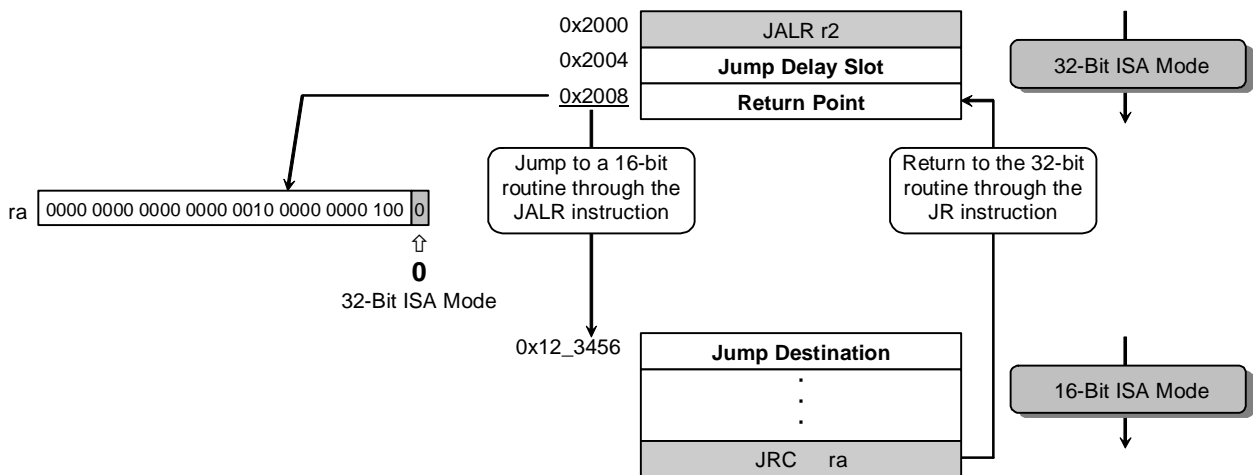 0x2000
JALR r2
0x2004
Jump Delay Slot
32-Bit ISA Mode
0x2008
Return Point
Jump to a 16-bit
routine through the
JALR instruction
Return to the 32-bit
routine through the
JR instruction
ra
0000 0000 0000 0000 0010 0000 0000 100 0
0
32-Bit ISA Mode
0x12_3456
Jump Destination
.
.
.
16-Bit ISA Mode
JRC ra